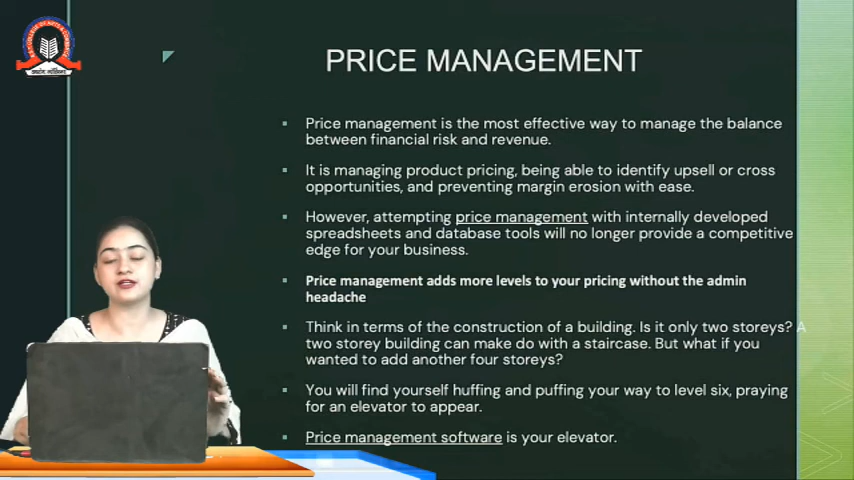 PRICE MANAGEMENT
Price management is the most effective way to manage the balance
between financial risk and revenue.
It is managing product pricing, being able to identify upsell or cross
opportunities, and preventing margin erosion with ease.
However, attempting price management with internally developed
spreadsheets and database tools will no longer provide a competitive
edge for your business.
Price management adds more levels to your pricing without the admin
headache
Think in terms of the construction of a building. Is it only two storeys? A
two storey building can make do with a staircase. But what if you
wanted to add another four storeys?
You will find yourself huffing and puffing your way to level six, praying
for an elevator to appear.
Price management software is your elevator.